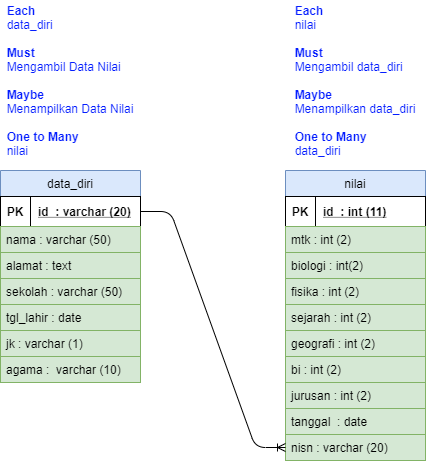 Each
data_diri
Must
Mengambil Data Nilai
Maybe
Menampilkan Data Nilai
One to Many
nilai
Each
nilai
Must
Mengambil data_diri
Maybe
Menampilkan data_diri
One to Many
data_diri
data_diri
PK id : varchar (20)
nama : varchar (50)
alamat : text
sekolah : varchar (50)
tgl_lahir : date
jk : varchar (1)
agama : varchar (10)
nilai
PK id : int (11)
mtk : int (2)
biologi : int(2)
fisika : int (2)
sejarah : int (2)
geografi : int (2)
bi : int (2)
jurusan : int (2)
tanggal : date
nisn : varchar (20)